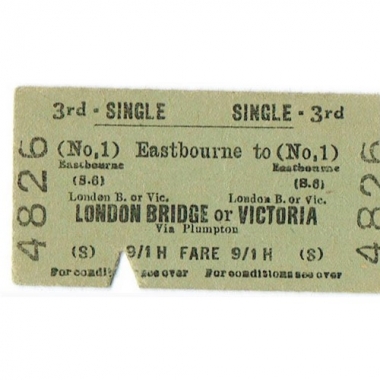 3rd - SINGLE SINGLE - 3rd
(No,1) Eastbourne to (No,1)
Eastbourne Eastbourne
(S.6) (S.6)
London B. or Vic. London B. or Vic.
LONDON BRIDGE or VICTORIA
Via Plumpton
(S) 9/1 H FARE 9/1 H (S)
For condi see over For conditions see over
4826
4826